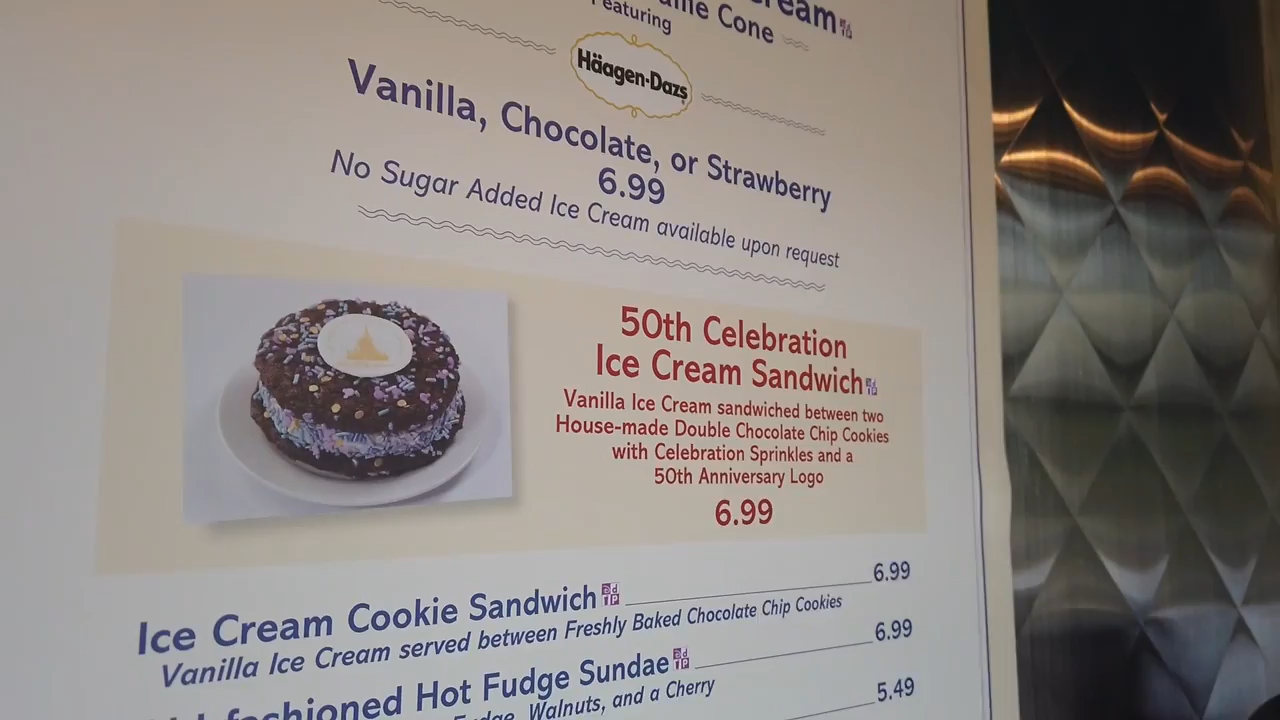 Cone
Featuring
Häagen-Dazs
Vanilla, Chocolate, or Strawberry
6.99
No Sugar Added Ice Cream available upon request
50th Celebration
Ice Cream Sandwich
Vanilla Ice Cream sandwiched between two
House-made Double Chocolate Chip Cookies
with Celebration Sprinkles and a
50th Anniversary Logo
6.99
Ice Cream Cookie Sandwich 6.99
Vanilla Ice Cream served between Freshly Baked Chocolate Chip Cookies
Hot Fudge Sundae 6.99
Walnuts, and a Cherry
5.49